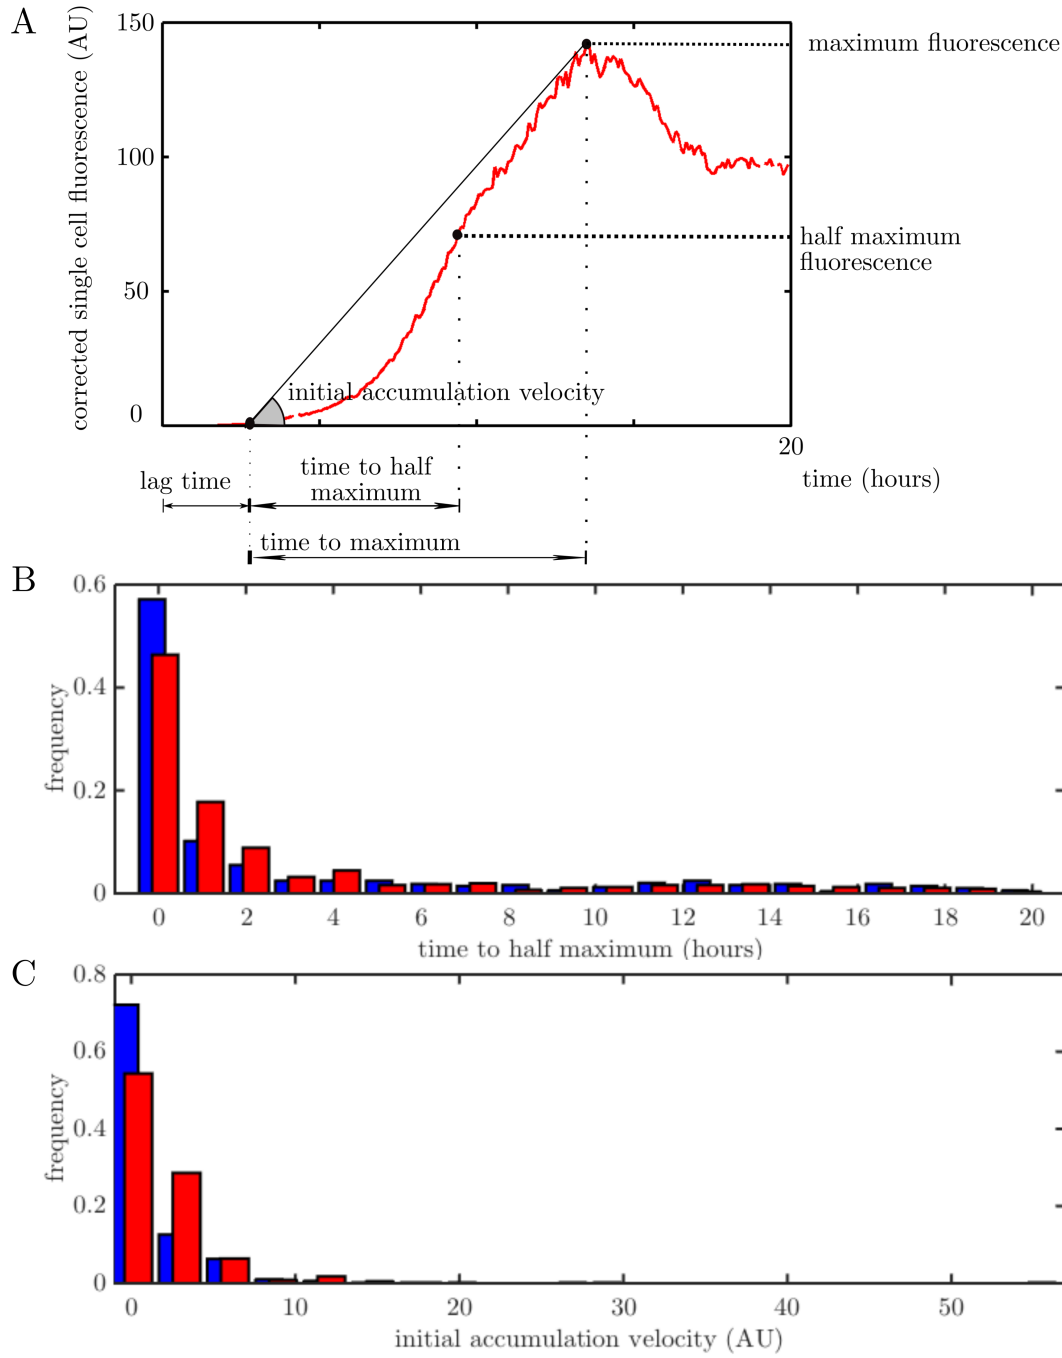 A
corrected single cell fluorescence (AU)
150
100
50
0
maximum fluorescence
half maximum
fluorescence
initial accumulation velocity
20
time (hours)
lag time
time to half
maximum
time to maximum
B
frequency
0.6
0.4
0.2
0
0 2 4 6 8 10 12 14 16 18 20
time to half maximum (hours)
C
frequency
0.8
0.6
0.4
0.2
0
0 10 20 30 40 50
initial accumulation velocity (AU)